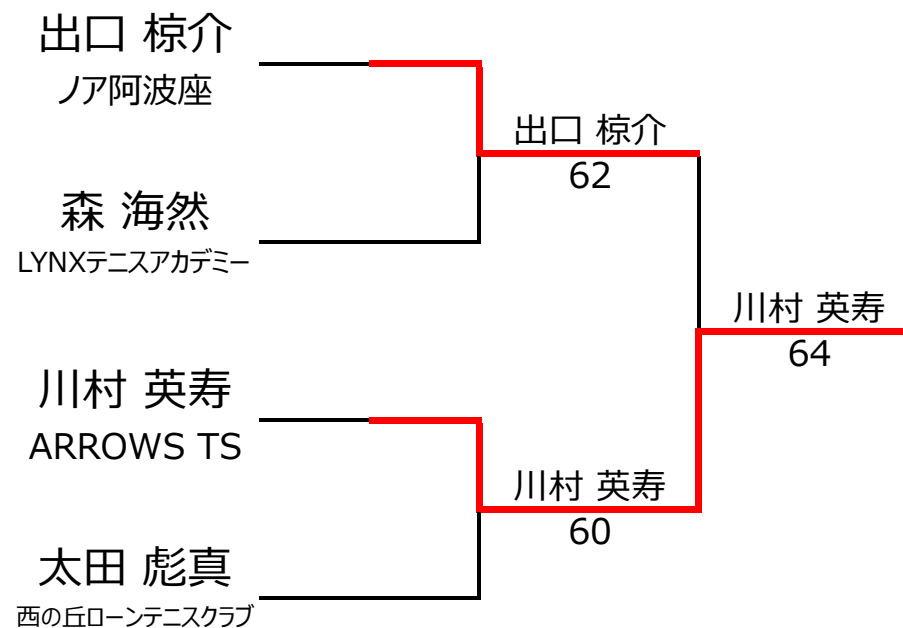 出口 椋介
ノア阿波座
出口 椋介
62
森 海然
LYNXテニスアカデミー
川村 英寿
64
川村 英寿
ARROWS TS
川村 英寿
60
太田 彪真
西の丘ローンテニスクラブ